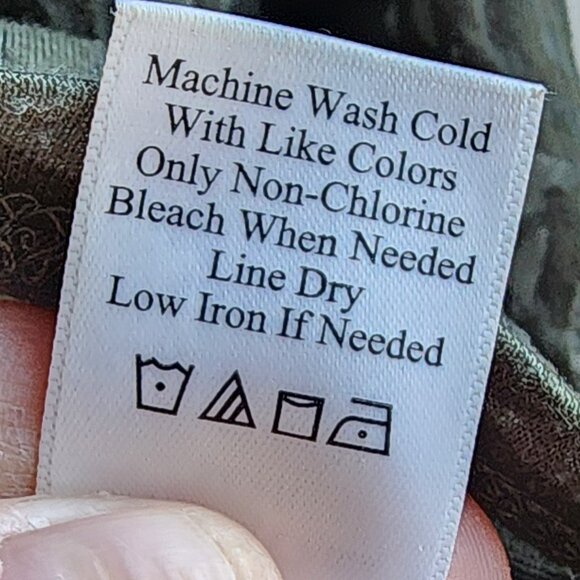 Machine Wash Cold
With Like Colors
Only Non-Chlorine
Bleach When Needed
Line Dry
Low Iron If Needed